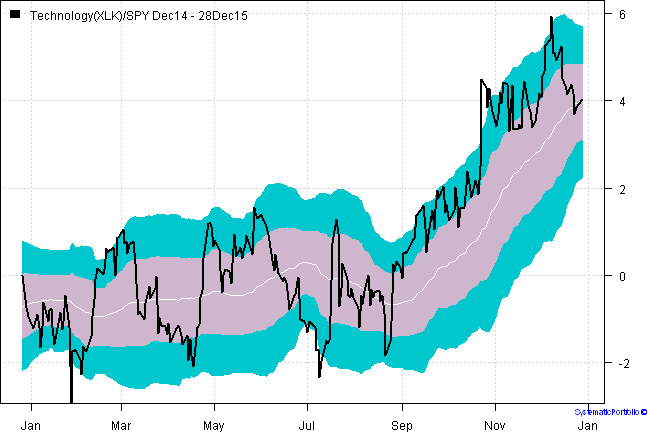 Technology(XLK)/SPY Dec14 - 28Dec15
6
4
2
0
-2
Jan Mar May Jul Sep Nov Jan
SystematicPortfolio ©